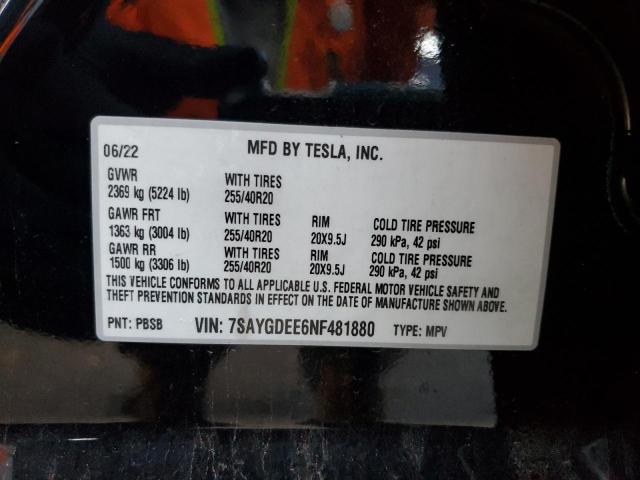 06/22 MFD BY TESLA, INC.
GVWR WITH TIRES
2369 kg (5224 lb) 255/40R20
GAWR FRT WITH TIRES RIM COLD TIRE PRESSURE
1363 kg (3004 lb) 255/40R20 20X9.5J 290 kPa, 42 psi
GAWR RR WITH TIRES RIM COLD TIRE PRESSURE
1500 kg (3306 lb) 255/40R20 20X9.5J 290 kPa, 42 psi
THIS VEHICLE CONFORMS TO ALL APPLICABLE U.S. FEDERAL MOTOR VEHICLE SAFETY AND
THEFT PREVENTION STANDARDS IN EFFECT ON THE DATE OF MANUFACTURE SHOWN ABOVE.
PNT: PBSB VIN: 7SAYGDEE6NF481880 TYPE: MPV